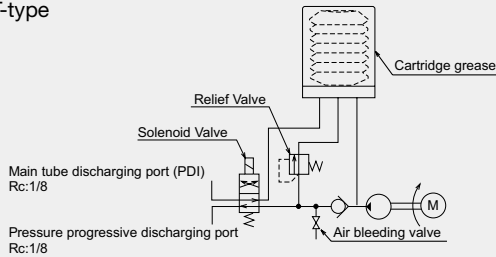 -type
Cartridge grease
Relief Valve
Solenoid Valve
Main tube discharging port (PDI)
Rc:1/8
M
Pressure progressive discharging port
Rc:1/8
Air bleeding valve